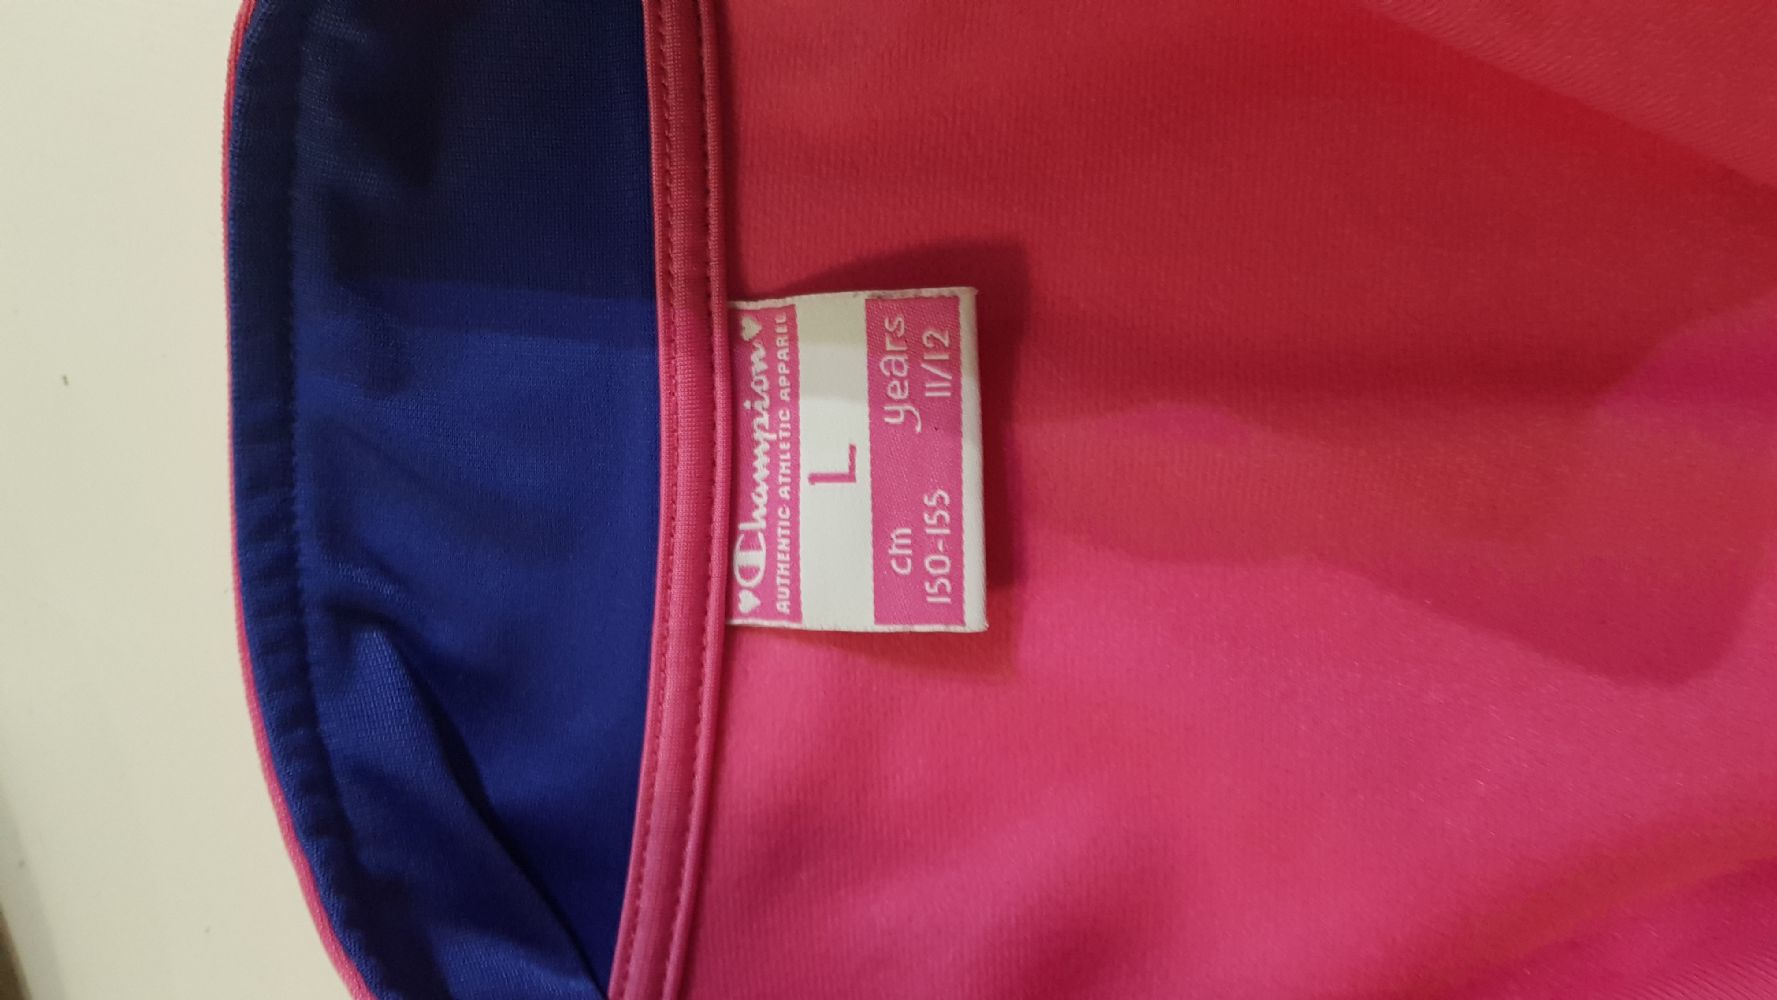 Champion
AUTHENTIC ATHLETIC APPAREL
L
cm years
150-155 11/12